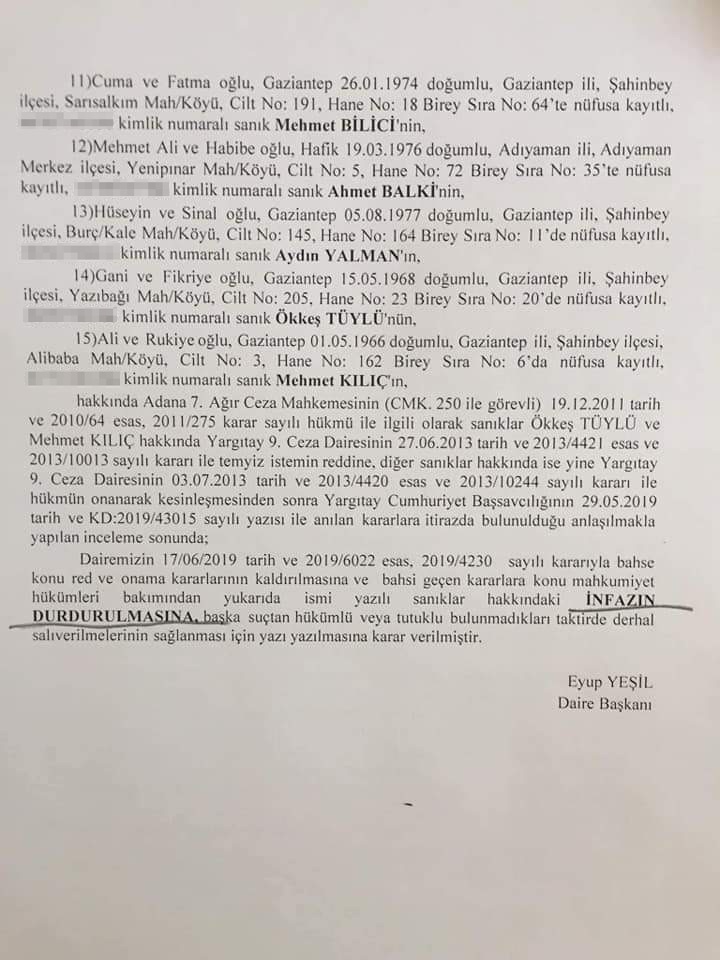 11)Cuma ve Fatma oğlu, Gaziantep 26.01.1974 doğumlu, Gaziantep ili, Şahinbey
ilçesi, Sarısalkım Mah/Köyü, Cilt No: 191, Hane No: 18 Birey Sıra No: 64'te nüfusa kayıtlı,
kimlik numaralı sanık Mehmet BİLİCİ'nin,
12)Mehmet Ali ve Habibe oğlu, Hafik 19.03.1976 doğumlu, Adıyaman ili, Adıyaman
Merkez ilçesi, Yenipınar Mah/Köyü, Cilt No: 5, Hane No: 72 Birey Sıra No: 35'te nüfusa
kayıtlı, kimlik numaralı sanık Ahmet BALKİ'nin,
13)Hüseyin ve Sinal oğlu, Gaziantep 05.08.1977 doğumlu, Gaziantep ili, Şahinbey
ilçesi, Burç/Kale Mah/Köyü, Cilt No: 145, Hane No: 164 Birey Sıra No: 11'de nüfusa kayıtlı,
kimlik numaralı sanık Aydın YALMAN'ın,
14)Gani ve Fikriye oğlu, Gaziantep 15.05.1968 doğumlu, Gaziantep ili, Şahinbey
ilçesi, Yazıbağı Mah/Köyü, Cilt No: 205, Hane No: 23 Birey Sıra No: 20'de nüfusa kayıtlı,
kimlik numaralı sanık Ökkeş TÜYLÜ'nün,
15)Ali ve Rukiye oğlu, Gaziantep 01.05.1966 doğumlu, Gaziantep ili, Şahinbey ilçesi,
Alibaba Mah/Köyü, Cilt No: 3, Hane No: 162 Birey Sıra No: 6'da nüfusa kayıtlı,
kimlik numaralı sanık Mehmet KILIÇ'ın,
hakkında Adana 7. Ağır Ceza Mahkemesinin (CMK. 250 ile görevli) 19.12.2011 tarih
ve 2010/64 esas, 2011/275 karar sayılı hükmü ile ilgili olarak sanıklar Ökkeş TÜYLÜ ve
Mehmet KILIÇ hakkında Yargıtay 9. Ceza Dairesinin 27.06.2013 tarih ve 2013/4421 esas ve
2013/10013 sayılı kararı ile temyiz istemin reddine, diğer sanıklar hakkında ise yine Yargıtay
9. Ceza Dairesinin 03.07.2013 tarih ve 2013/4420 esas ve 2013/10244 sayılı kararı ile
hükmün onanarak kesinleşmesinden sonra Yargıtay Cumhuriyet Başsavcılığının 29.05.2019
tarih ve KD:2019/43015 sayılı yazısı ile anılan kararlara itirazda bulunulduğu anlaşılmakla
yapılan inceleme sonunda;
Dairemizin 17/06/2019 tarih ve 2019/6022 esas, 2019/4230 sayılı kararıyla bahse
konu red ve onama kararlarının kaldırılmasına ve bahsi geçen kararlara konu mahkumiyet
hükümleri bakımından yukarıda ismi yazılı sanıklar hakkındaki İNFAZIN
DURDURULMASINA, başka suçtan hükümlü veya tutuklu bulunmadıkları taktirde derhal
salıverilmelerinin sağlanması için yazı yazılmasına karar verilmiştir.
Eyup YEŞİL
Daire Başkanı